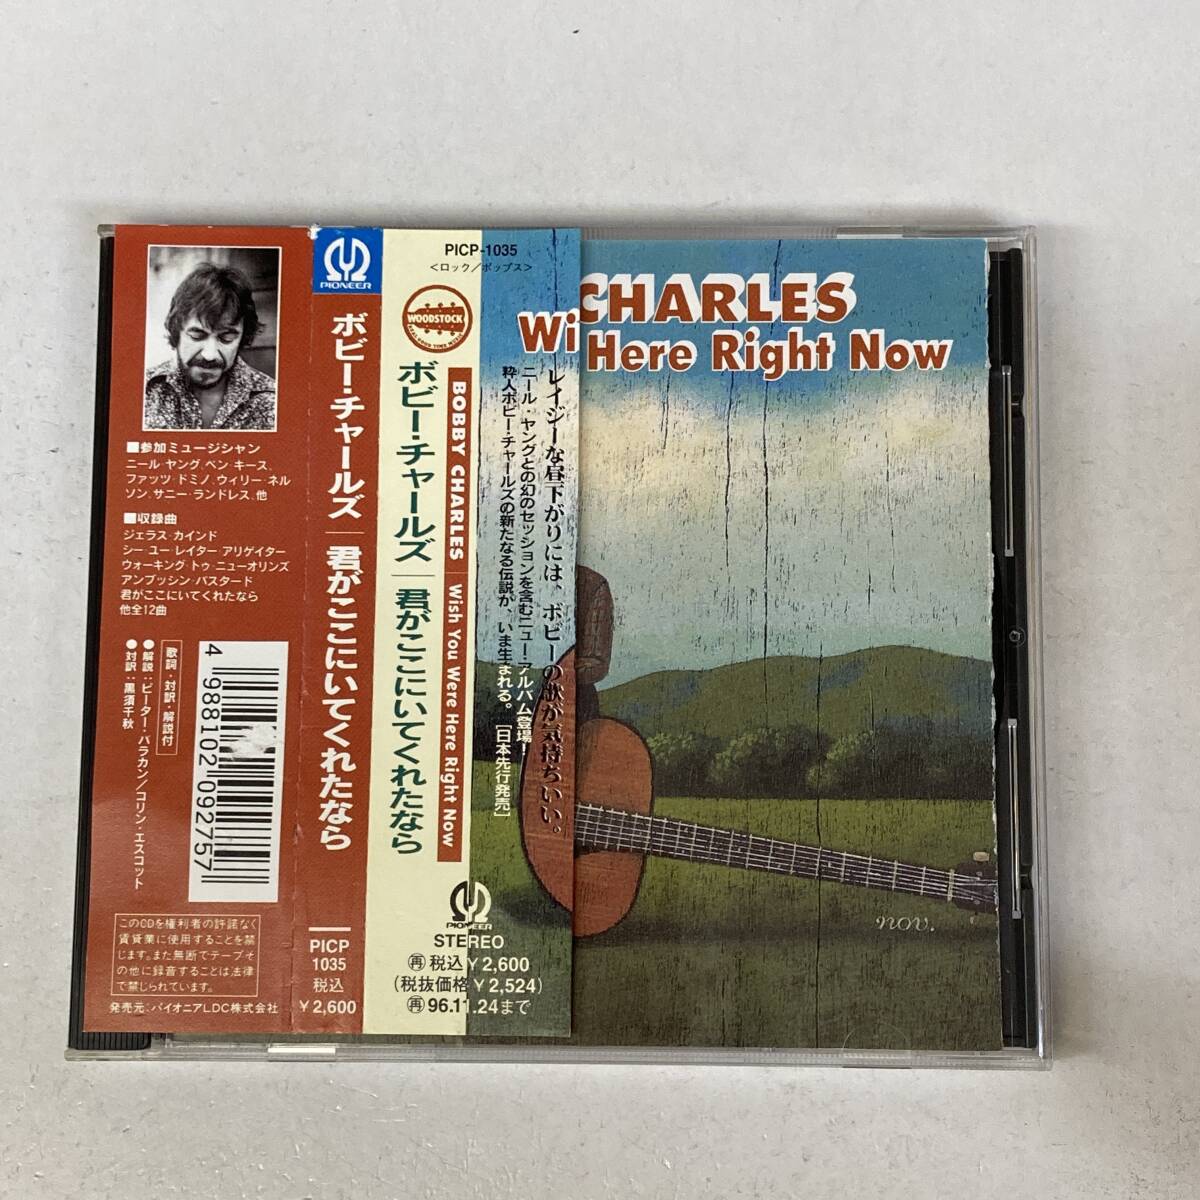 ■参加ミュージシャン
ニール・ヤング、ベン・キース、
ファッツ・ドミノ、ウィリー・ネル
ソン、サニー・ランドレス、他
■収録曲
ジェラス・カインド
シー・ユー・レイター・アリゲイター
ウォーキング・トゥ・ニューオリンズ
アンブッシン・バスタード
君がここにいてくれたなら
他全12曲
歌詞・対訳・解説付
●解説：ピーター・バラカン/コリン・エスコット
●対訳：黒須千秋
4 988102 092757
このCDを権利者の許諾なく
賃貸業に使用することを禁
じます。また無断でテープそ
の他に録音することは法律
で禁じられています。
発売元：パイオニアLDC株式会社
PIONEER
ボビー・チャールズ
君がここにいてくれたなら
PICP
1035
税込
¥2,600
PICP-1035
<ロック/ポップス>
WOODSTOCK
ボビー・チャールズ
君がここにいてくれたなら
BOBBY CHARLES
Wish You Were Here Right Now
PIONEER
STEREO
再 税込 ¥2,600
(税抜価格 ¥2,524)
再 96.11.24まで
レイジーな昼下がりには、ボビーの歌が気持ちいい。
ニール・ヤングとの幻のセッションを含むニュー・アルバム登場！
粋人ボビー・チャールズの新たなる伝説が、いま生まれる。[日本先行発売]
CHARLES
Wi Here Right Now
nov.